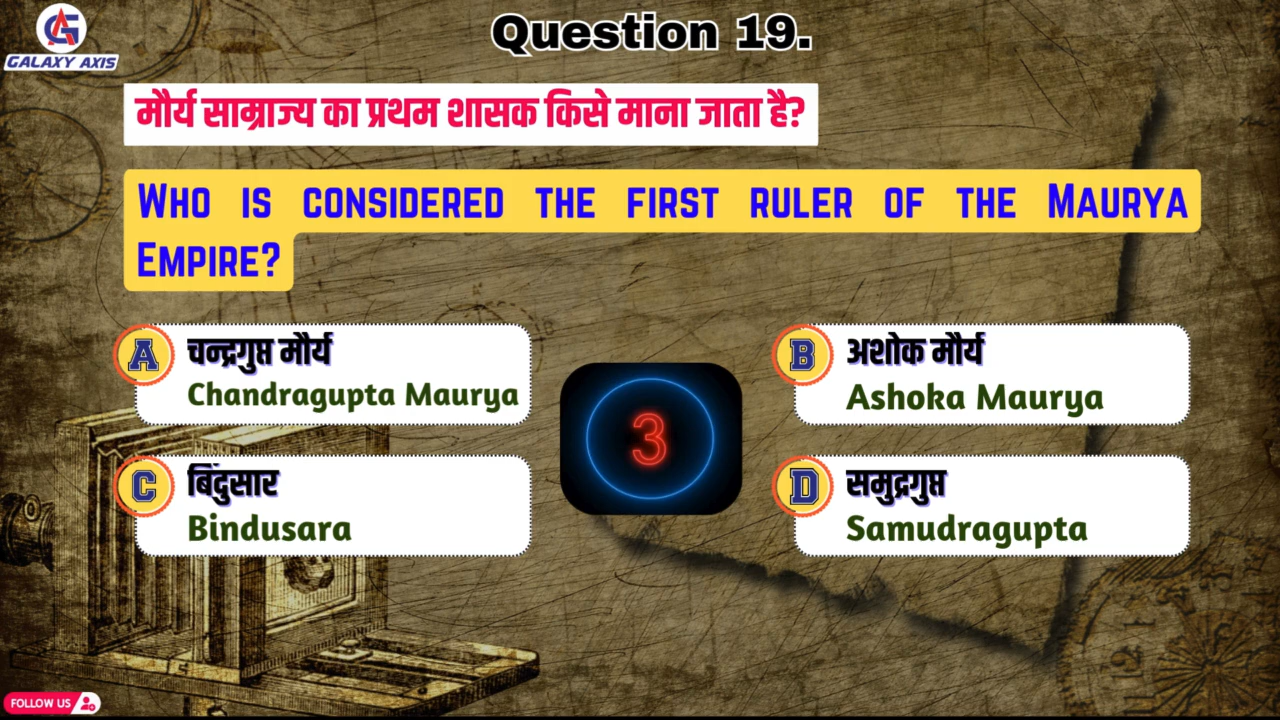 GALAXY AXIS
Question 19.
मौर्य साम्राज्य का प्रथम शासक किसे माना जाता है?
Who is considered the first ruler of the Maurya
Empire?
A
चन्द्रगुप्त मौर्य
Chandragupta Maurya
B
अशोक मौर्य
Ashoka Maurya
3
C
बिंदुसार
Bindusara
D
समुद्रगुप्त
Samudragupta
FOLLOW US